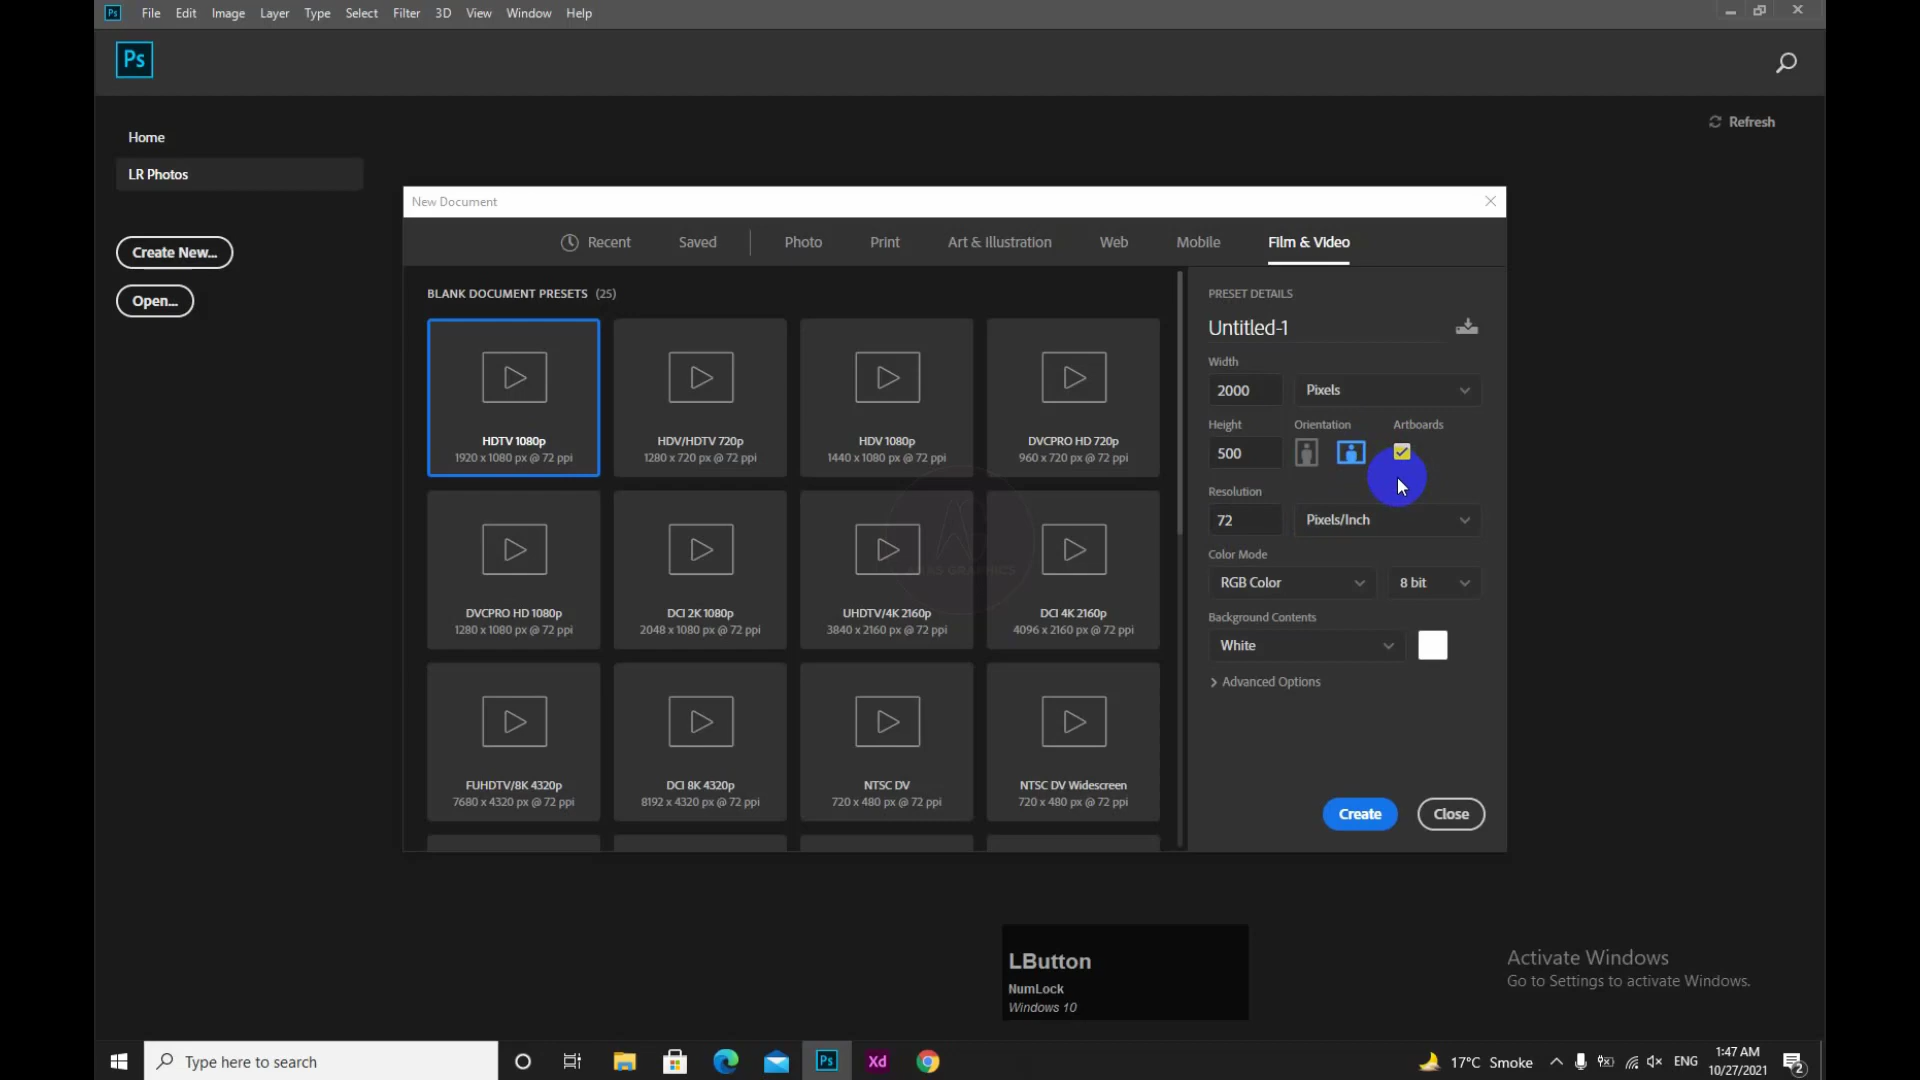 Ps File Edit Image Layer Type Select Filter 3D View Window Help
Ps
Refresh
Home
LR Photos
Create New...
Open...
New Document
Recent Saved Photo Print Art & Illustration Web Mobile Film & Video
BLANK DOCUMENT PRESETS (25)
HDTV 1080p
1920 x 1080 px @ 72 ppi
HDV/HDTV 720p
1280 x 720 px @ 72 ppi
HDV 1080p
1440 x 1080 px @ 72 ppi
DVCPRO HD 720p
960 x 720 px @ 72 ppi
DVCPRO HD 1080p
1280 x 1080 px @ 72 ppi
DCI 2K 1080p
2048 x 1080 px @ 72 ppi
UHDTV/4K 2160p
3840 x 2160 px @ 72 ppi
DCI 4K 2160p
4096 x 2160 px @ 72 ppi
FUHDTV/8K 4320p
7680 x 4320 px @ 72 ppi
DCI 8K 4320p
8192 x 4320 px @ 72 ppi
NTSC DV
720 x 480 px @ 72 ppi
NTSC DV Widescreen
720 x 480 px @ 72 ppi
PRESET DETAILS
Untitled-1
Width
2000 Pixels
Height Orientation Artboards
500
Resolution
72 Pixels/Inch
Color Mode
RGB Color 8 bit
Background Contents
White
Advanced Options
Create Close
LButton
NumLock
Windows 10
Activate Windows
Go to Settings to activate Windows.
Type here to search
Ps Xd
17°C Smoke ENG
1:47 AM
10/27/2021
2